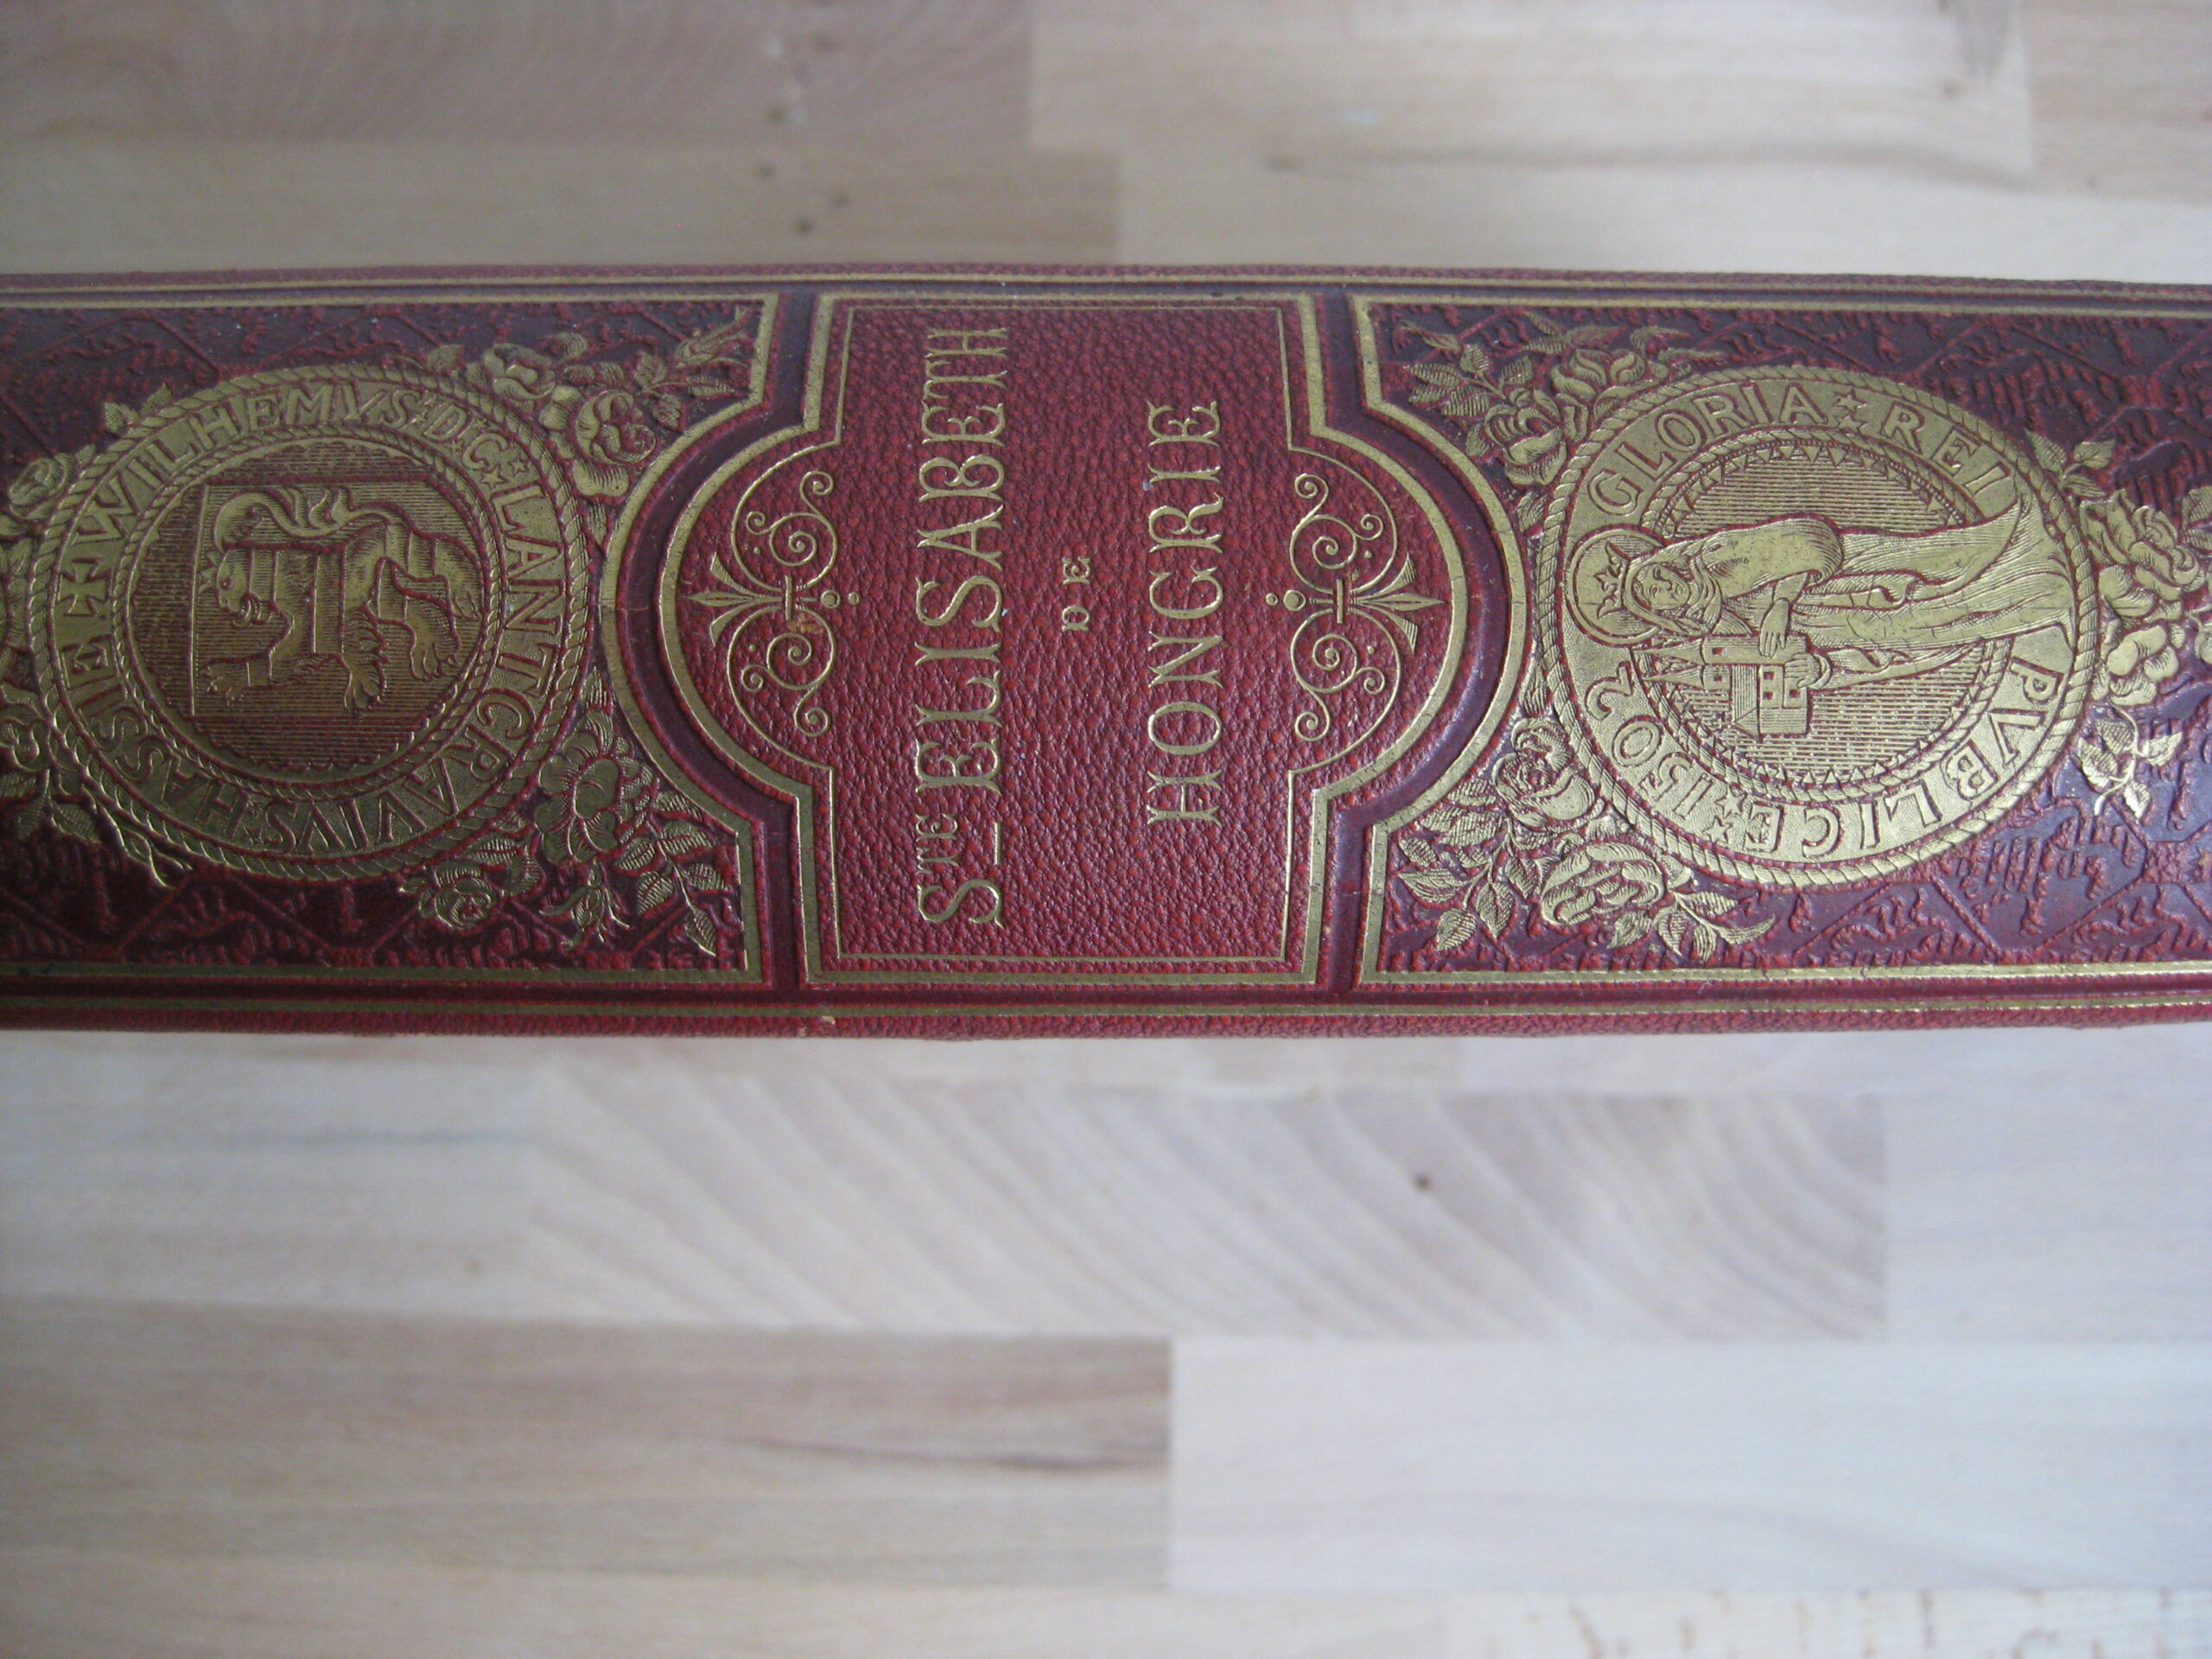 ✠ WILHEMVS · D · G · LANTGRAVIVS · HASSIE
STE ELISABETH
DE
HONGRIE
GLORIA ★ REI PVBLICE ★ 1502